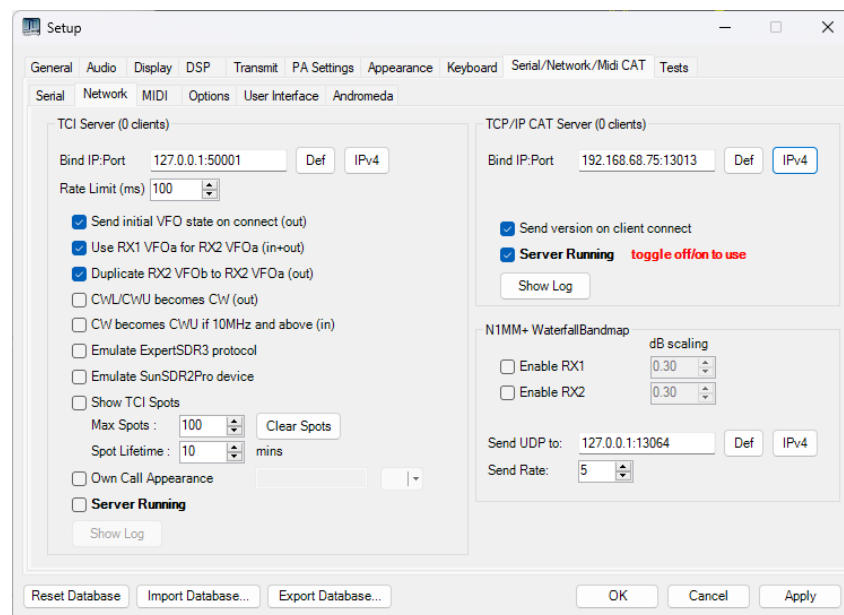 Setup
General Audio Display DSP Transmit PA Settings Appearance Keyboard Serial/Network/Midi CAT Tests
Serial Network MIDI Options User Interface Andromeda
TCI Server (0 clients)
Bind IP:Port 127.0.0.1:50001 Def IPv4
Rate Limit (ms) 100
Send initial VFO state on connect (out)
Use RX1 VFOa for RX2 VFOa (in+out)
Duplicate RX2 VFOb to RX2 VFOa (out)
CWL/CWU becomes CW (out)
CW becomes CWU if 10MHz and above (in)
Emulate ExpertSDR3 protocol
Emulate SunSDR2Pro device
Show TCI Spots
Max Spots : 100 Clear Spots
Spot Lifetime : 10 mins
Own Call Appearance
Server Running
Show Log
TCP/IP CAT Server (0 clients)
Bind IP:Port 192.168.68.75:13013 Def IPv4
Send version on client connect
Server Running toggle off/on to use
Show Log
N1MM+ WaterfallBandmap
dB scaling
Enable RX1 0.30
Enable RX2 0.30
Send UDP to: 127.0.0.1:13064 Def IPv4
Send Rate: 5
Reset Database Import Database... Export Database... OK Cancel Apply